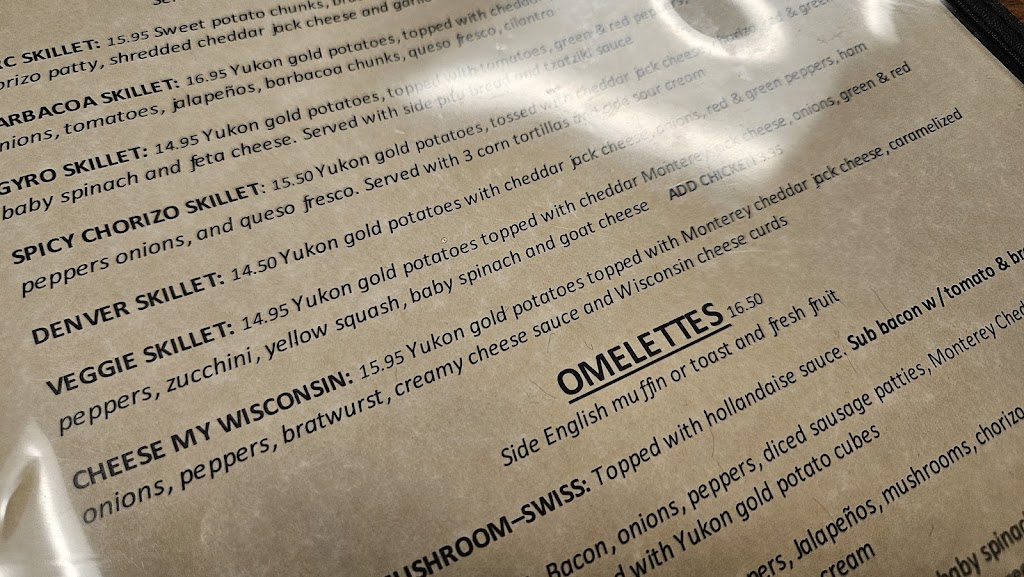 RC SKILLET: 15.95 Sweet potato chunks,
orizo patty, shredded cheddar jack cheese and
ARBACOA SKILLET: 16.95 Yukon gold potatoes, topped with
nions, tomatoes, jalapeños, barbacoa chunks, queso fresco, cilantro
GYRO SKILLET: 14.95 Yukon gold potatoes, topped with tomatoes, green & red
baby spinach and feta cheese. Served with side pita bread and tzatziki sauce
SPICY CHORIZO SKILLET: 15.50 Yukon gold potatoes, tossed with cheddar jack cheese, & green
peppers onions, and queso fresco. Served with 3 corn tortillas and side sour cream
DENVER SKILLET: 14.50 Yukon gold potatoes with cheddar jack cheese, onions, red & green peppers, ham
VEGGIE SKILLET: 14.95 Yukon gold potatoes topped with cheddar Monterey jack cheese, onions, green & red
peppers, zucchini, yellow squash, baby spinach and goat cheese ADD CHICKEN
CHEESE MY WISCONSIN: 15.95 Yukon gold potatoes topped with Monterey cheddar jack cheese, caramelized
onions, peppers, bratwurst, creamy cheese sauce and Wisconsin cheese curds
OMELETTES 16.50
Side English muffin or toast and fresh fruit
USHROOM–SWISS: Topped with hollandaise sauce. Sub bacon w/tomato &
Bacon, onions, peppers, diced sausage patties, Monterey
d with Yukon gold potato cubes
pers, Jalapeños, mushrooms, chorizo
cream
baby